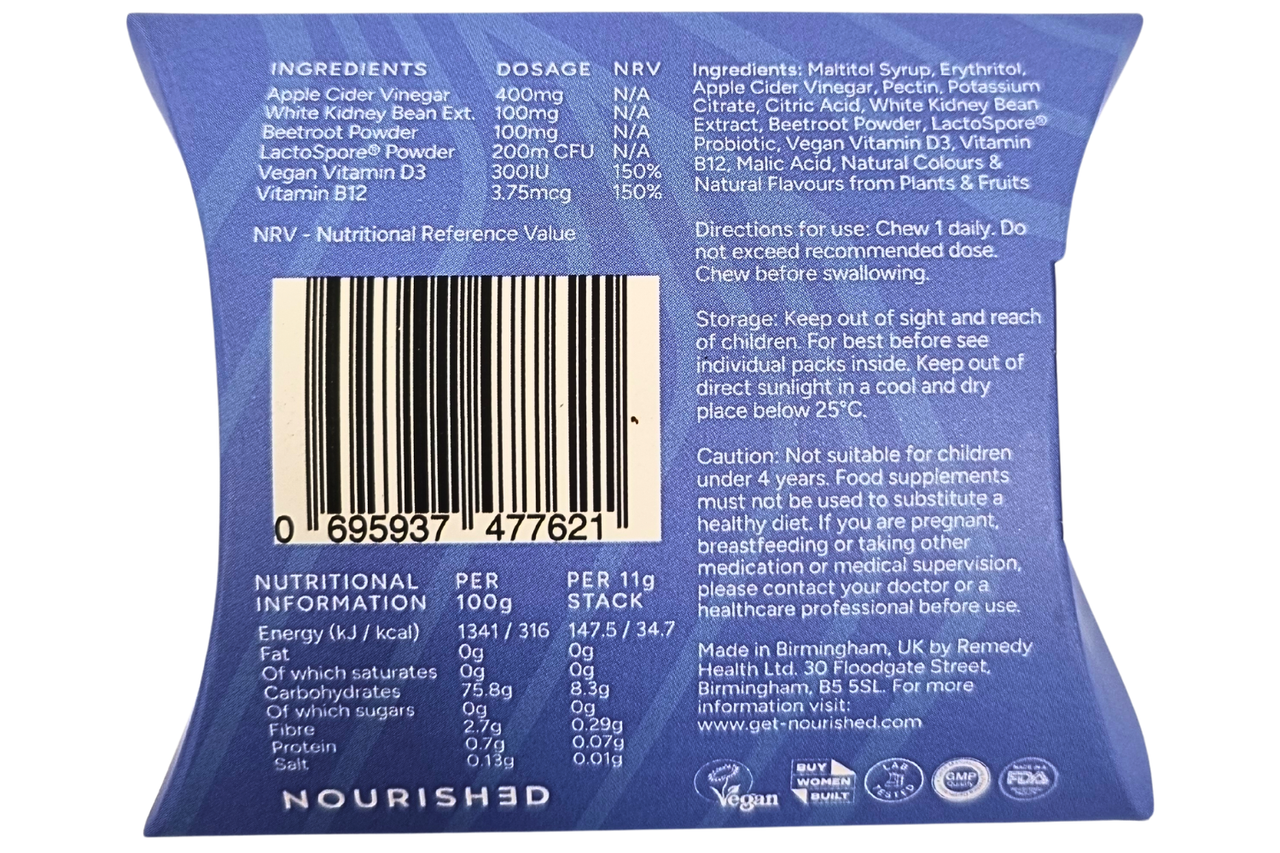 INGREDIENTS DOSAGE NRV
Apple Cider Vinegar 400mg N/A
White Kidney Bean Ext. 100mg N/A
Beetroot Powder 100mg N/A
LactoSpore® Powder 200m CFU N/A
Vegan Vitamin D3 300IU 150%
Vitamin B12 3.75mcg 150%
NRV - Nutritional Reference Value
0 695937 477621
NUTRITIONAL INFORMATION PER 100g PER 11g STACK
Energy (kJ / kcal) 1341 / 316 147.5 / 34.7
Fat 0g 0g
Of which saturates 0g 0g
Carbohydrates 75.8g 8.3g
Of which sugars 0g 0g
Fibre 2.7g 0.29g
Protein 0.7g 0.07g
Salt 0.13g 0.01g
NOURISHƎD
Ingredients: Maltitol Syrup, Erythritol,
Apple Cider Vinegar, Pectin, Potassium
Citrate, Citric Acid, White Kidney Bean
Extract, Beetroot Powder, LactoSpore®
Probiotic, Vegan Vitamin D3, Vitamin
B12, Malic Acid, Natural Colours &
Natural Flavours from Plants & Fruits
Directions for use: Chew 1 daily. Do
not exceed recommended dose.
Chew before swallowing.
Storage: Keep out of sight and reach
of children. For best before see
individual packs inside. Keep out of
direct sunlight in a cool and dry
place below 25°C.
Caution: Not suitable for children
under 4 years. Food supplements
must not be used to substitute a
healthy diet. If you are pregnant,
breastfeeding or taking other
medication or medical supervision,
please contact your doctor or a
healthcare professional before use.
Made in Birmingham, UK by Remedy
Health Ltd. 30 Floodgate Street,
Birmingham, B5 5SL. For more
information visit:
www.get-nourished.com
Vegan
BUY
WOMEN
BUILT
LAB
TESTED
GMP
Quality
MADE IN A
FDA